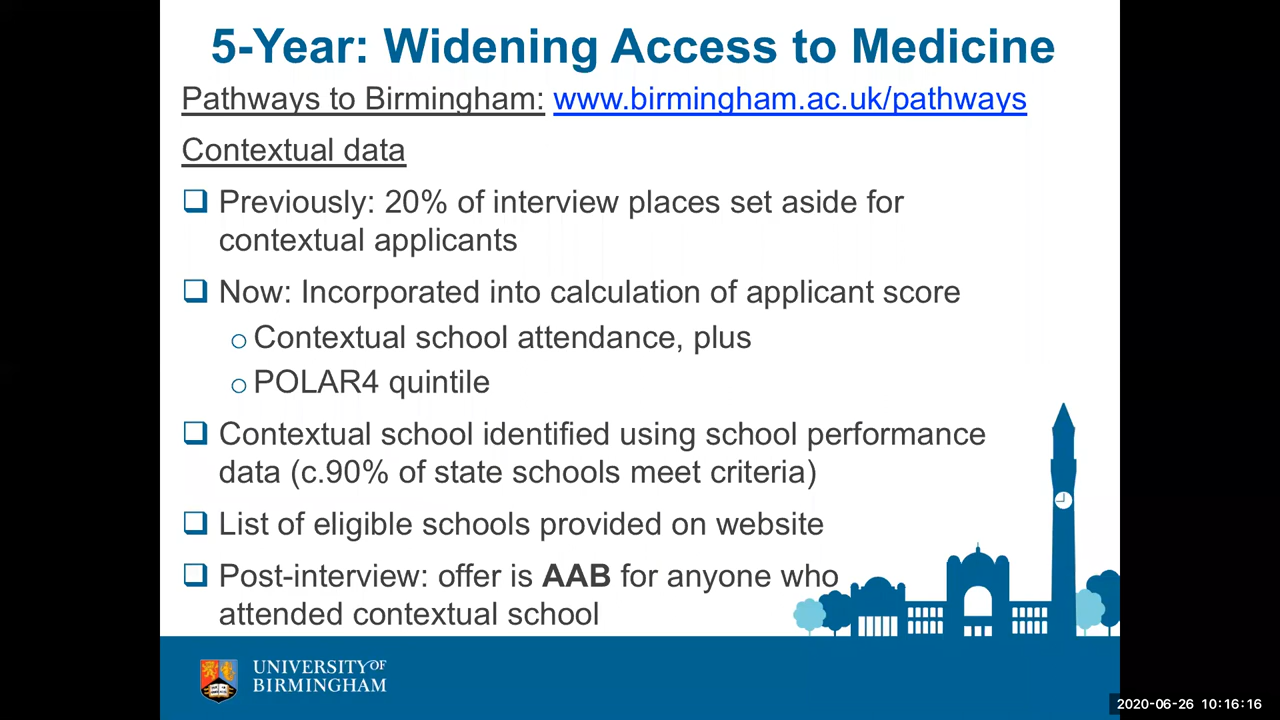 5-Year: Widening Access to Medicine
Pathways to Birmingham: www.birmingham.ac.uk/pathways
Contextual data
❑ Previously: 20% of interview places set aside for
contextual applicants
❑ Now: Incorporated into calculation of applicant score
o Contextual school attendance, plus
o POLAR4 quintile
❑ Contextual school identified using school performance
data (c.90% of state schools meet criteria)
❑ List of eligible schools provided on website
❑ Post-interview: offer is AAB for anyone who
attended contextual school
UNIVERSITY OF
BIRMINGHAM
2020-06-26 10:16:16